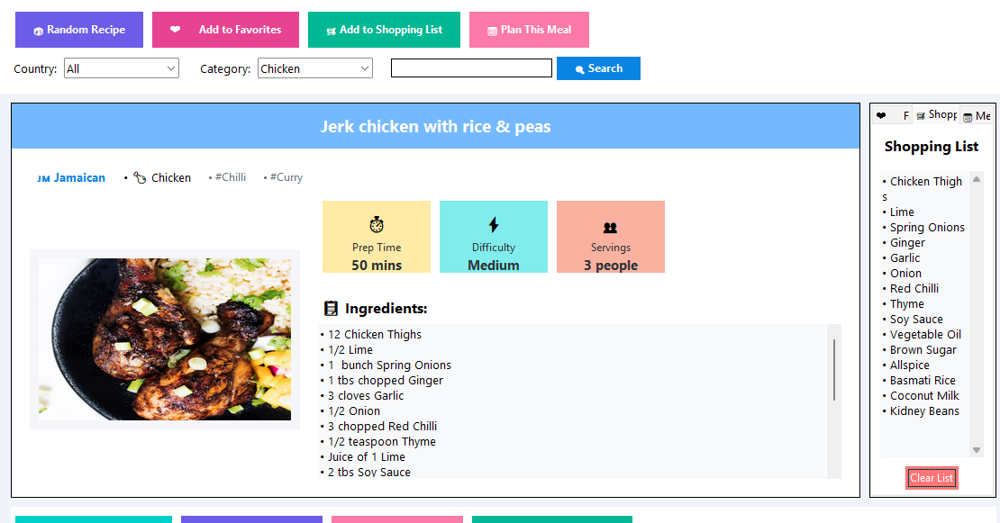 Random Recipe
Add to Favorites
Add to Shopping List
Plan This Meal
Country: All
Category: Chicken
Search
Jerk chicken with rice & peas
JM Jamaican • Chicken • #Chilli • #Curry
Prep Time
50 mins
Difficulty
Medium
Servings
3 people
Ingredients:
• 12 Chicken Thighs
• 1/2 Lime
• 1  bunch Spring Onions
• 1 tbs chopped Ginger
• 3 cloves Garlic
• 1/2 Onion
• 3 chopped Red Chilli
• 1/2 teaspoon Thyme
• Juice of 1 Lime
• 2 tbs Soy Sauce
F
Shopp
Me
Shopping List
• Chicken Thigh
s
• Lime
• Spring Onions
• Ginger
• Garlic
• Onion
• Red Chilli
• Thyme
• Soy Sauce
• Vegetable Oil
• Brown Sugar
• Allspice
• Basmati Rice
• Coconut Milk
• Kidney Beans
Clear List